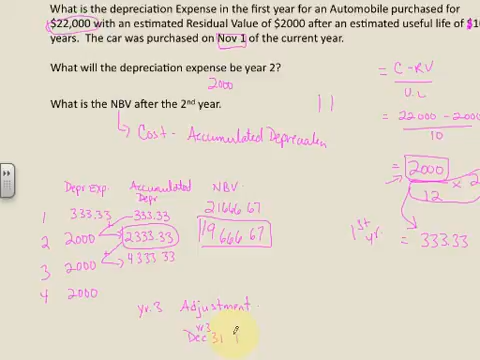 What is the depreciation Expense in the first year for an Automobile purchased for
$22,000 with an estimated Residual Value of $2000 after an estimated useful life of $10
years. The car was purchased on Nov 1 of the current year.
What will the depreciation expense be year 2?
2000
What is the NBV after the 2nd year.
Cost - Accumulated Depreciation
= C - RV
U.L
= 22000 - 2000
10
= 2000 × 2
12
1st yr. = 333.33
Depr Exp. Accumulated Depr NBV
1 333.33 333.33 21666.67
2 2000 2333.33 19666.67
3 2000 4333.33
4 2000
yr. 3 Adjustment
Dec 31